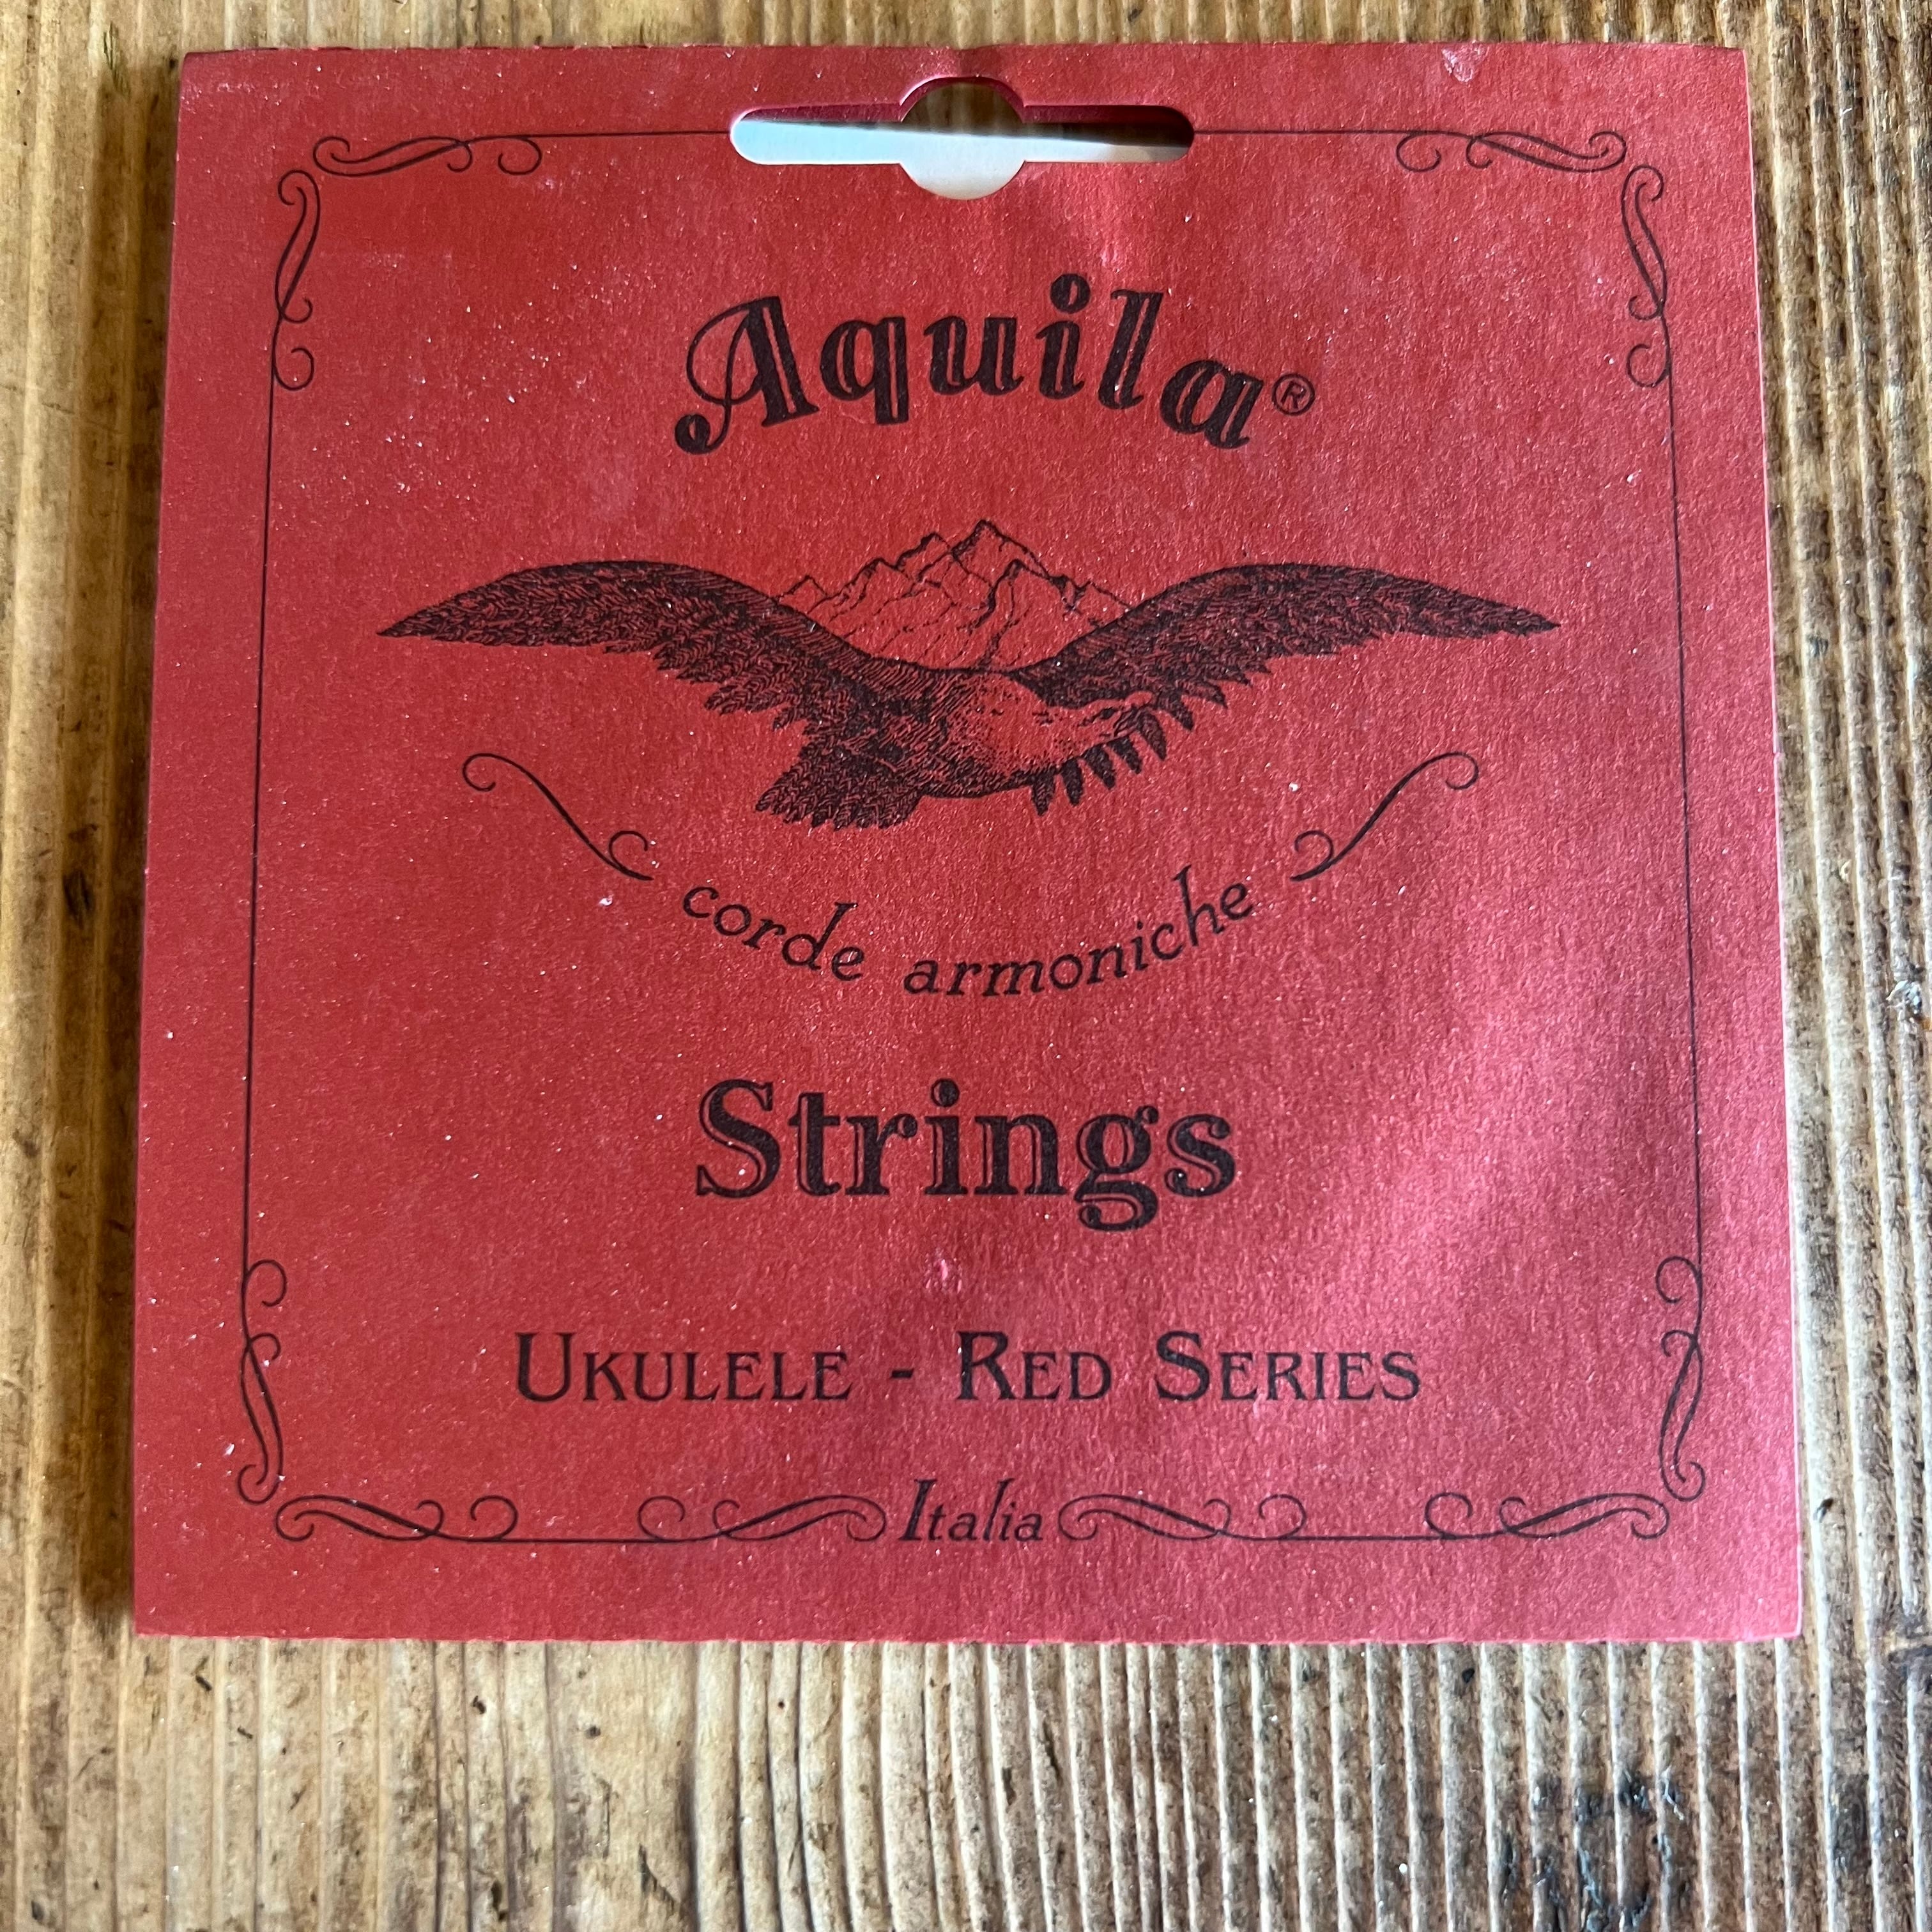 Aquila®
corde armoniche
Strings
UKULELE - RED SERIES
Italia